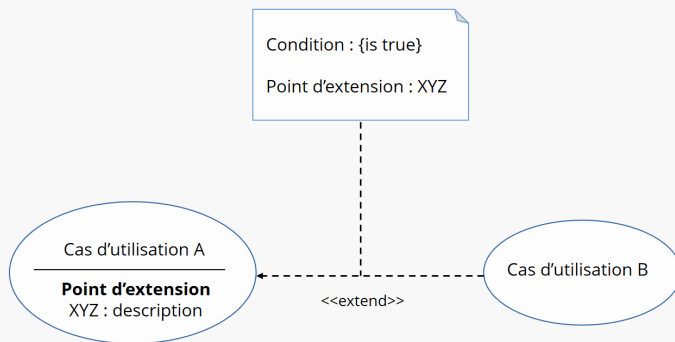 Condition : {is true}
Point d’extension : XYZ
Cas d’utilisation A
Point d’extension
XYZ : description
<<extend>>
Cas d’utilisation B